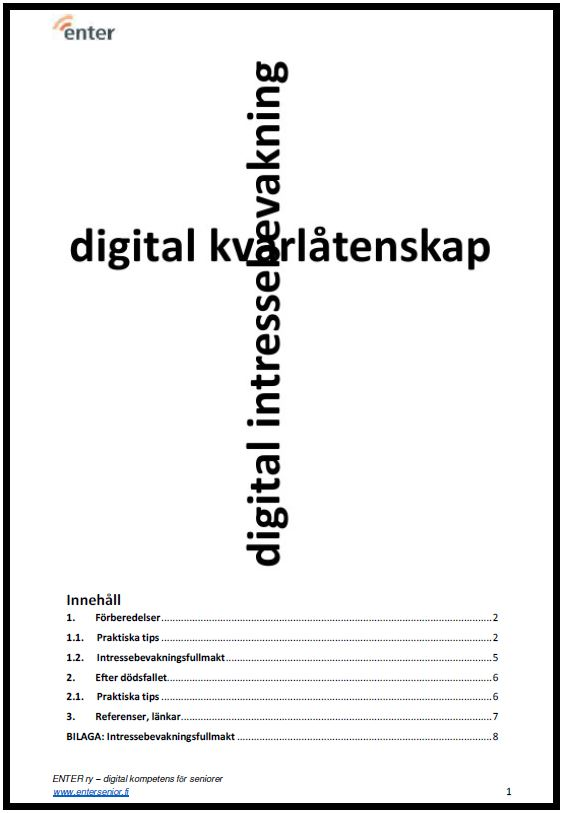 enter
digital intressebevakning
digital kvarlåtenskap
Innehåll
1. Förberedelser 2
1.1. Praktiska tips 2
1.2. Intressebevakningsfullmakt 5
2. Efter dödsfallet 6
2.1. Praktiska tips 6
3. Referenser, länkar 7
BILAGA: Intressebevakningsfullmakt 8
ENTER ry – digital kompetens för seniorer
www.entersenior.fi 1